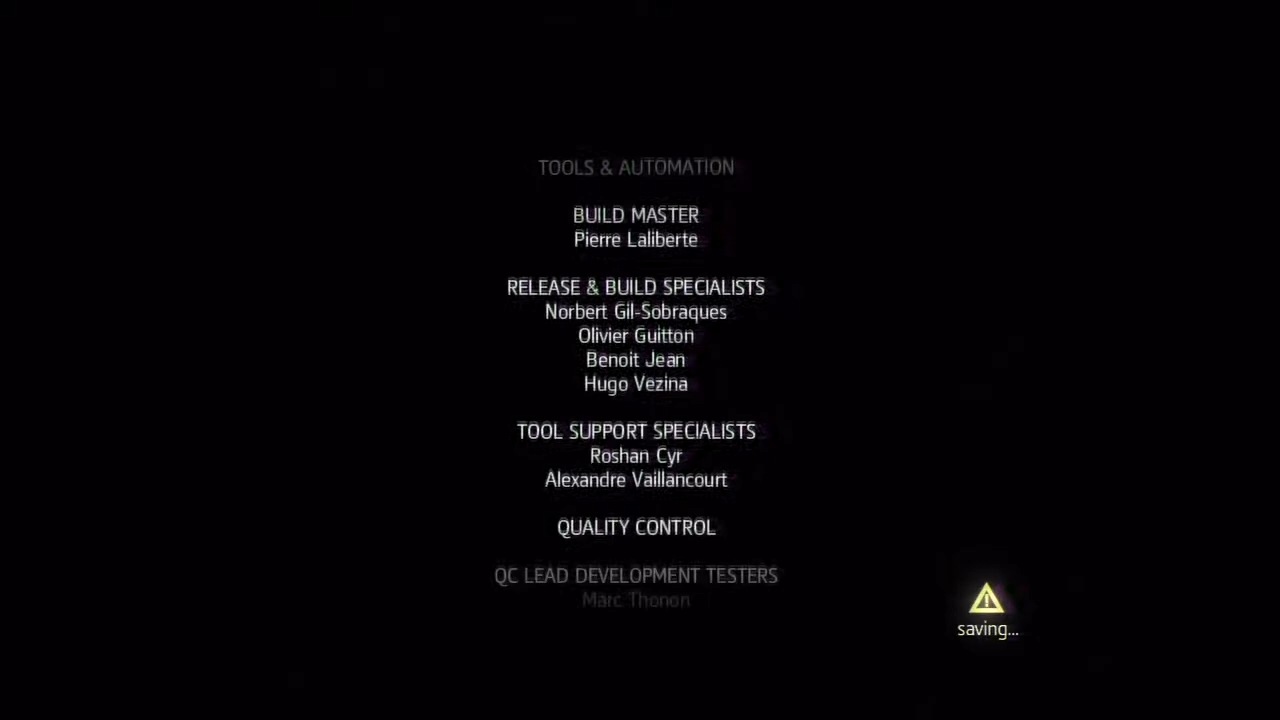 TOOLS & AUTOMATION
BUILD MASTER
Pierre Laliberte
RELEASE & BUILD SPECIALISTS
Norbert Gil-Sobraques
Olivier Guitton
Benoit Jean
Hugo Vezina
TOOL SUPPORT SPECIALISTS
Roshan Cyr
Alexandre Vaillancourt
QUALITY CONTROL
QC LEAD DEVELOPMENT TESTERS
Marc Thonon
saving...